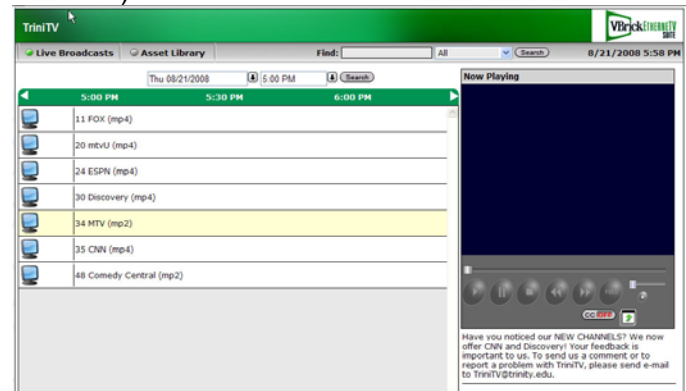 TriniTV
VBrick ETHERNETV
SUITE
Live Broadcasts Asset Library Find: All Search 8/21/2008 5:58 PM
Thu 08/21/2008 5:00 PM Search
Now Playing
5:00 PM 5:30 PM 6:00 PM
11 FOX (mp4)
20 mtvU (mp4)
24 ESPN (mp4)
30 Discovery (mp4)
34 MTV (mp2)
35 CNN (mp4)
48 Comedy Central (mp2)
CC OFF
Have you noticed our NEW CHANNELS? We now
offer CNN and Discovery! Your feedback is
important to us. To send us a comment or to
report a problem with TriniTV, please send e-mail
to TriniTV@trinity.edu.